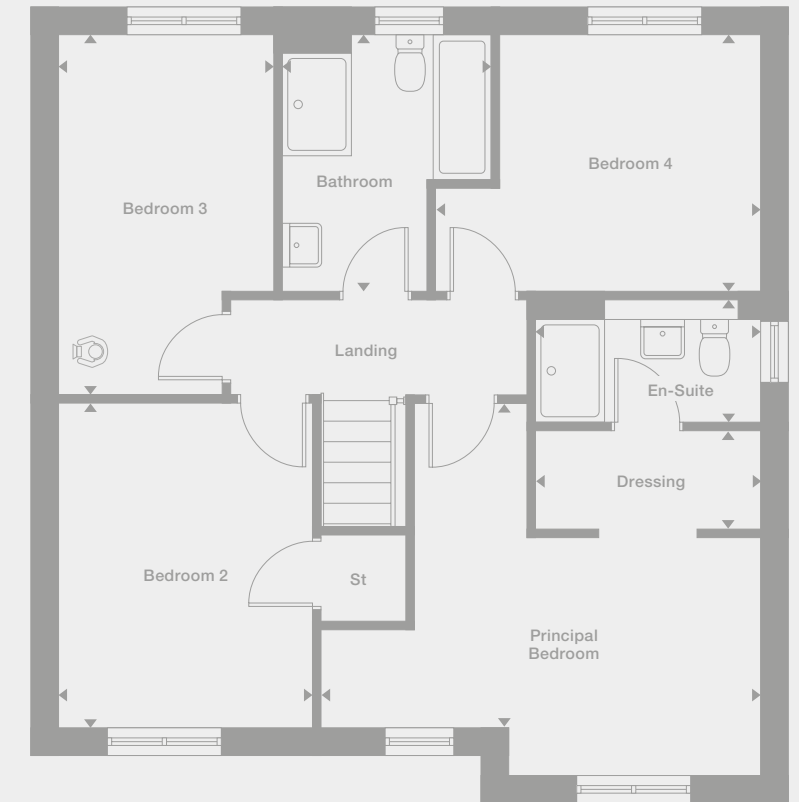 Bedroom 4
Bathroom
Bedroom 3
Landing
En-Suite
Dressing
Bedroom 2
St
Principal
Bedroom